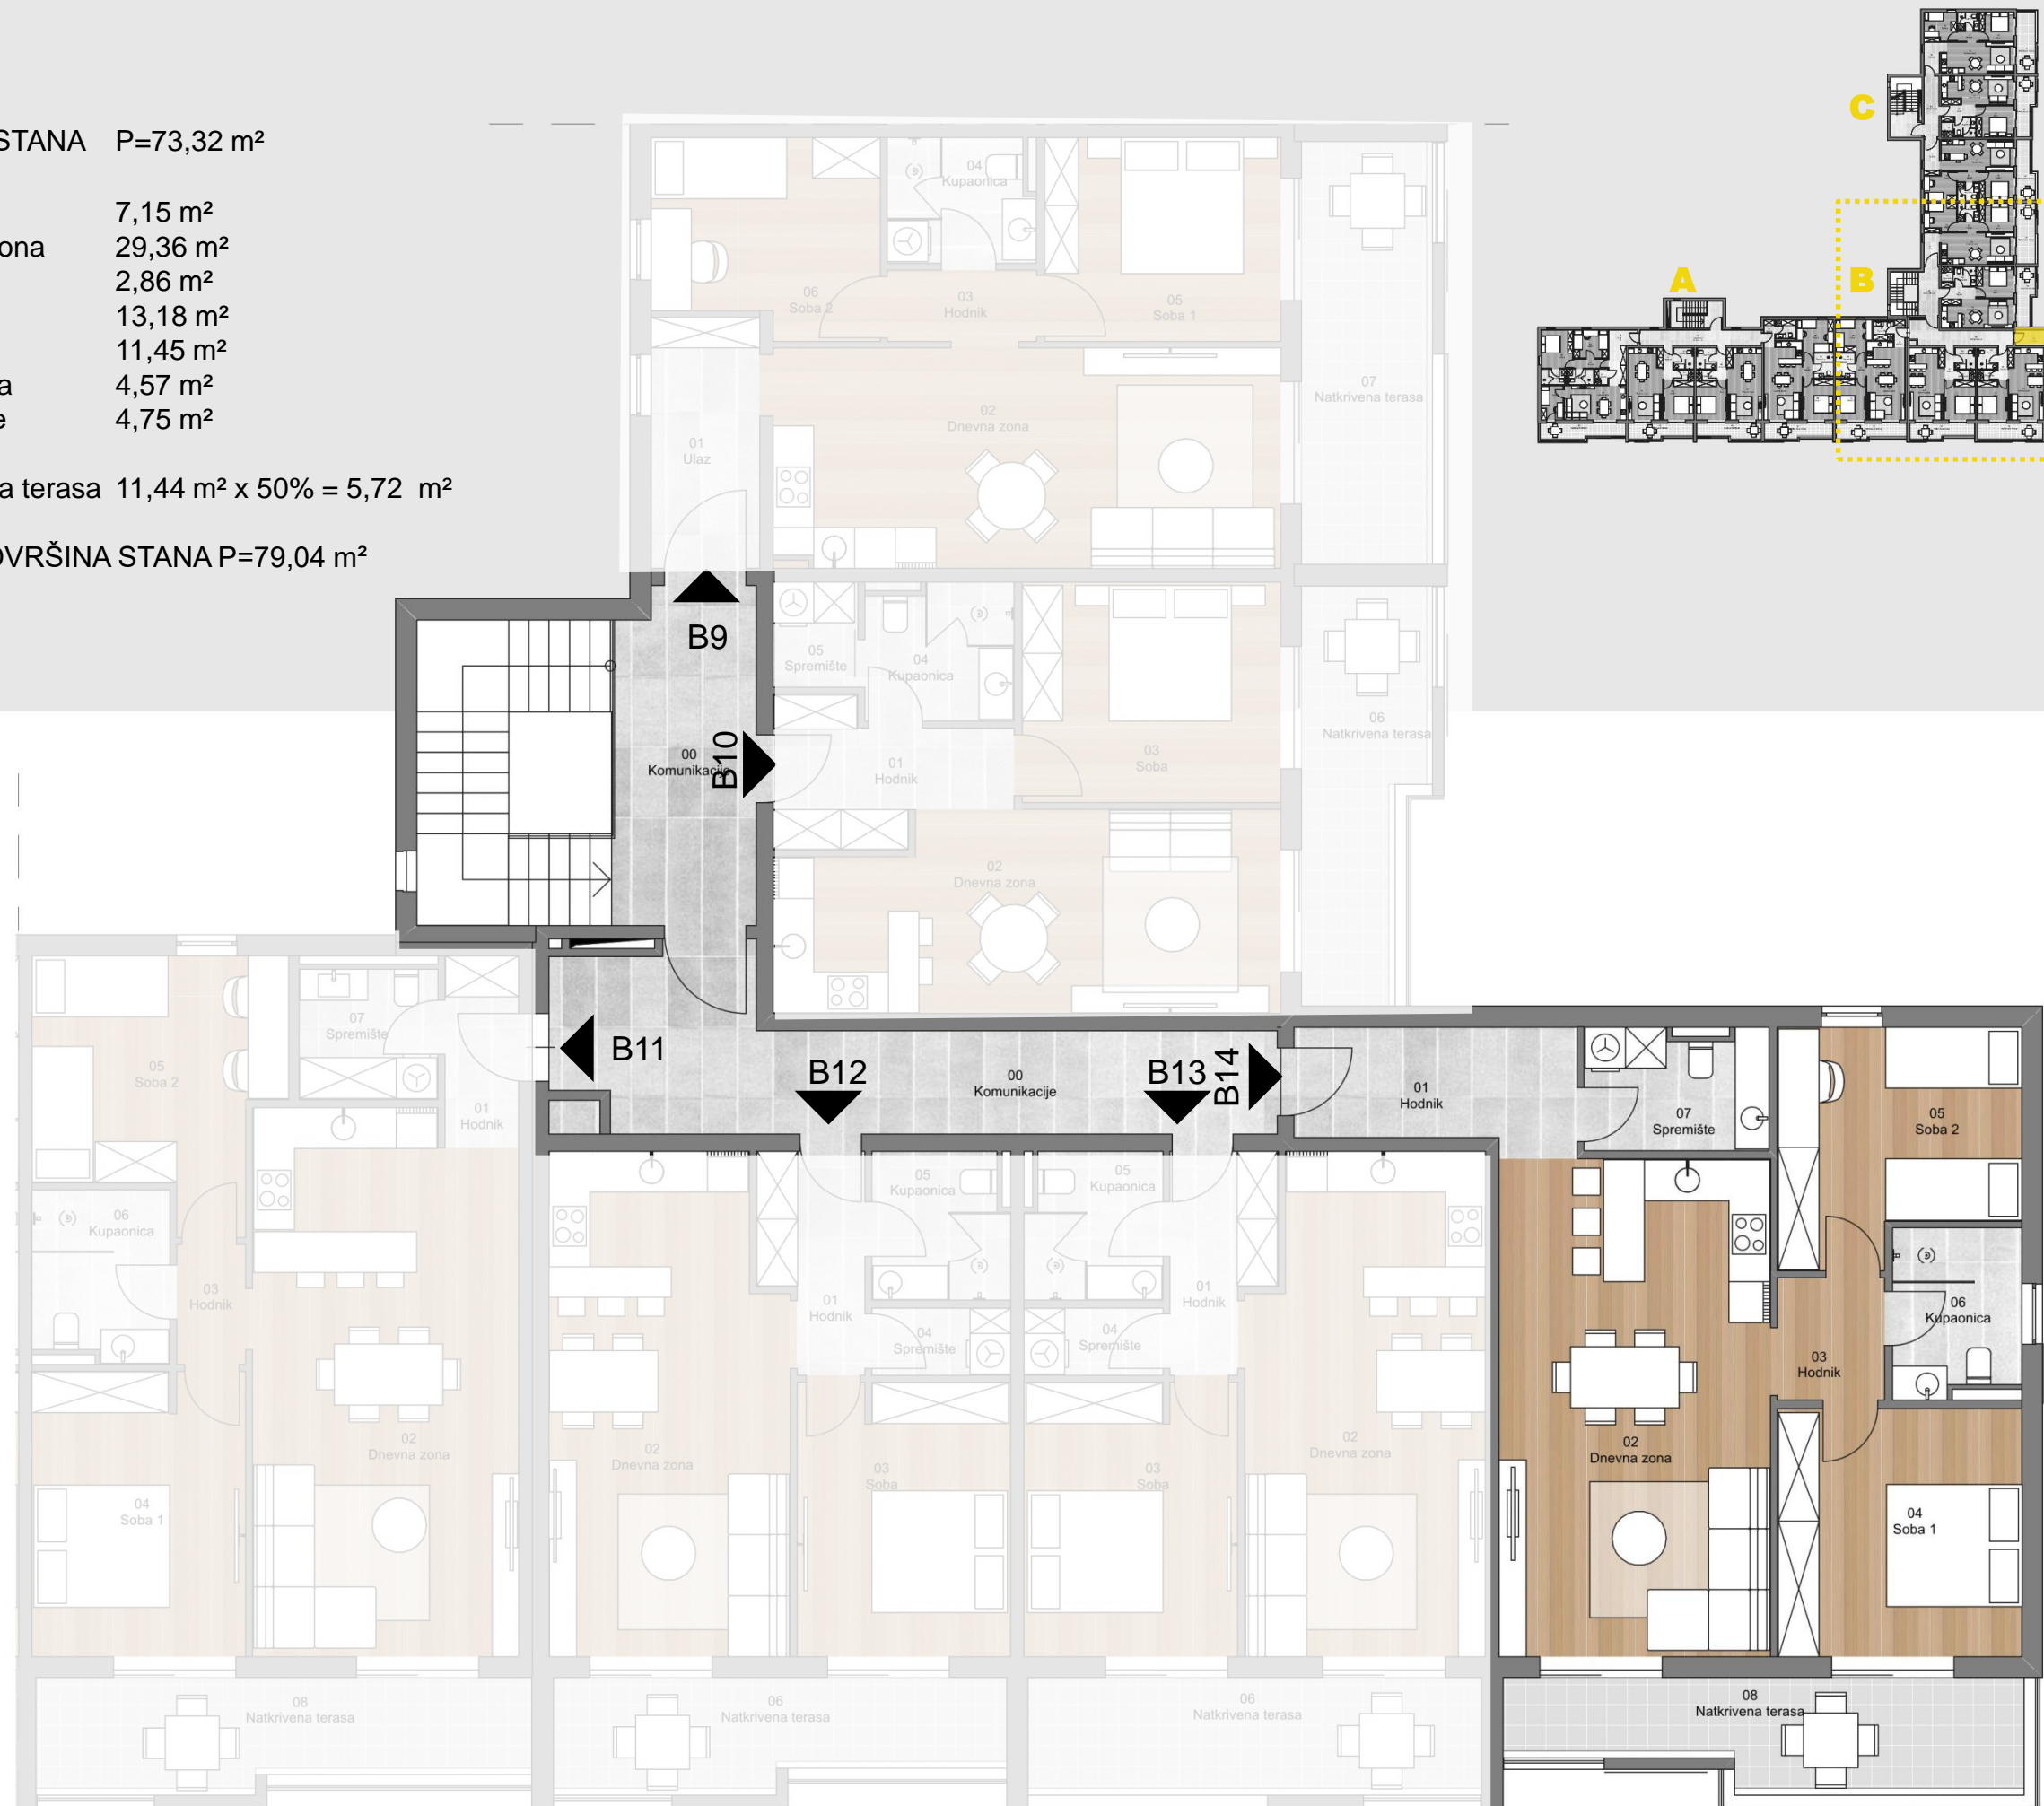 STANA P=73,32 m²
7,15 m²
ona 29,36 m²
2,86 m²
13,18 m²
11,45 m²
a 4,57 m²
e 4,75 m²
a terasa 11,44 m² x 50% = 5,72 m²
OVRŠINA STANA P=79,04 m²
C
A
B
04
Kupaonica
06
Soba 2
03
Hodnik
05
Soba 1
07
Natkrivena terasa
02
Dnevna zona
01
Ulaz
B9
05
Spremište
04
Kupaonica
06
Natkrivena terasa
00
Komunikacije
B10
01
Hodnik
03
Soba
02
Dnevna zona
07
Spremište
05
Soba 2
01
Hodnik
B11
B12
00
Komunikacije
B13
B14
01
Hodnik
07
Spremište
05
Soba 2
06
Kupaonica
03
Hodnik
05
Kupaonica
01
Hodnik
04
Spremište
05
Kupaonica
01
Hodnik
04
Spremište
06
Kupaonica
03
Hodnik
02
Dnevna zona
04
Soba 1
02
Dnevna zona
03
Soba
03
Soba
02
Dnevna zona
02
Dnevna zona
04
Soba 1
08
Natkrivena terasa
06
Natkrivena terasa
06
Natkrivena terasa
08
Natkrivena terasa